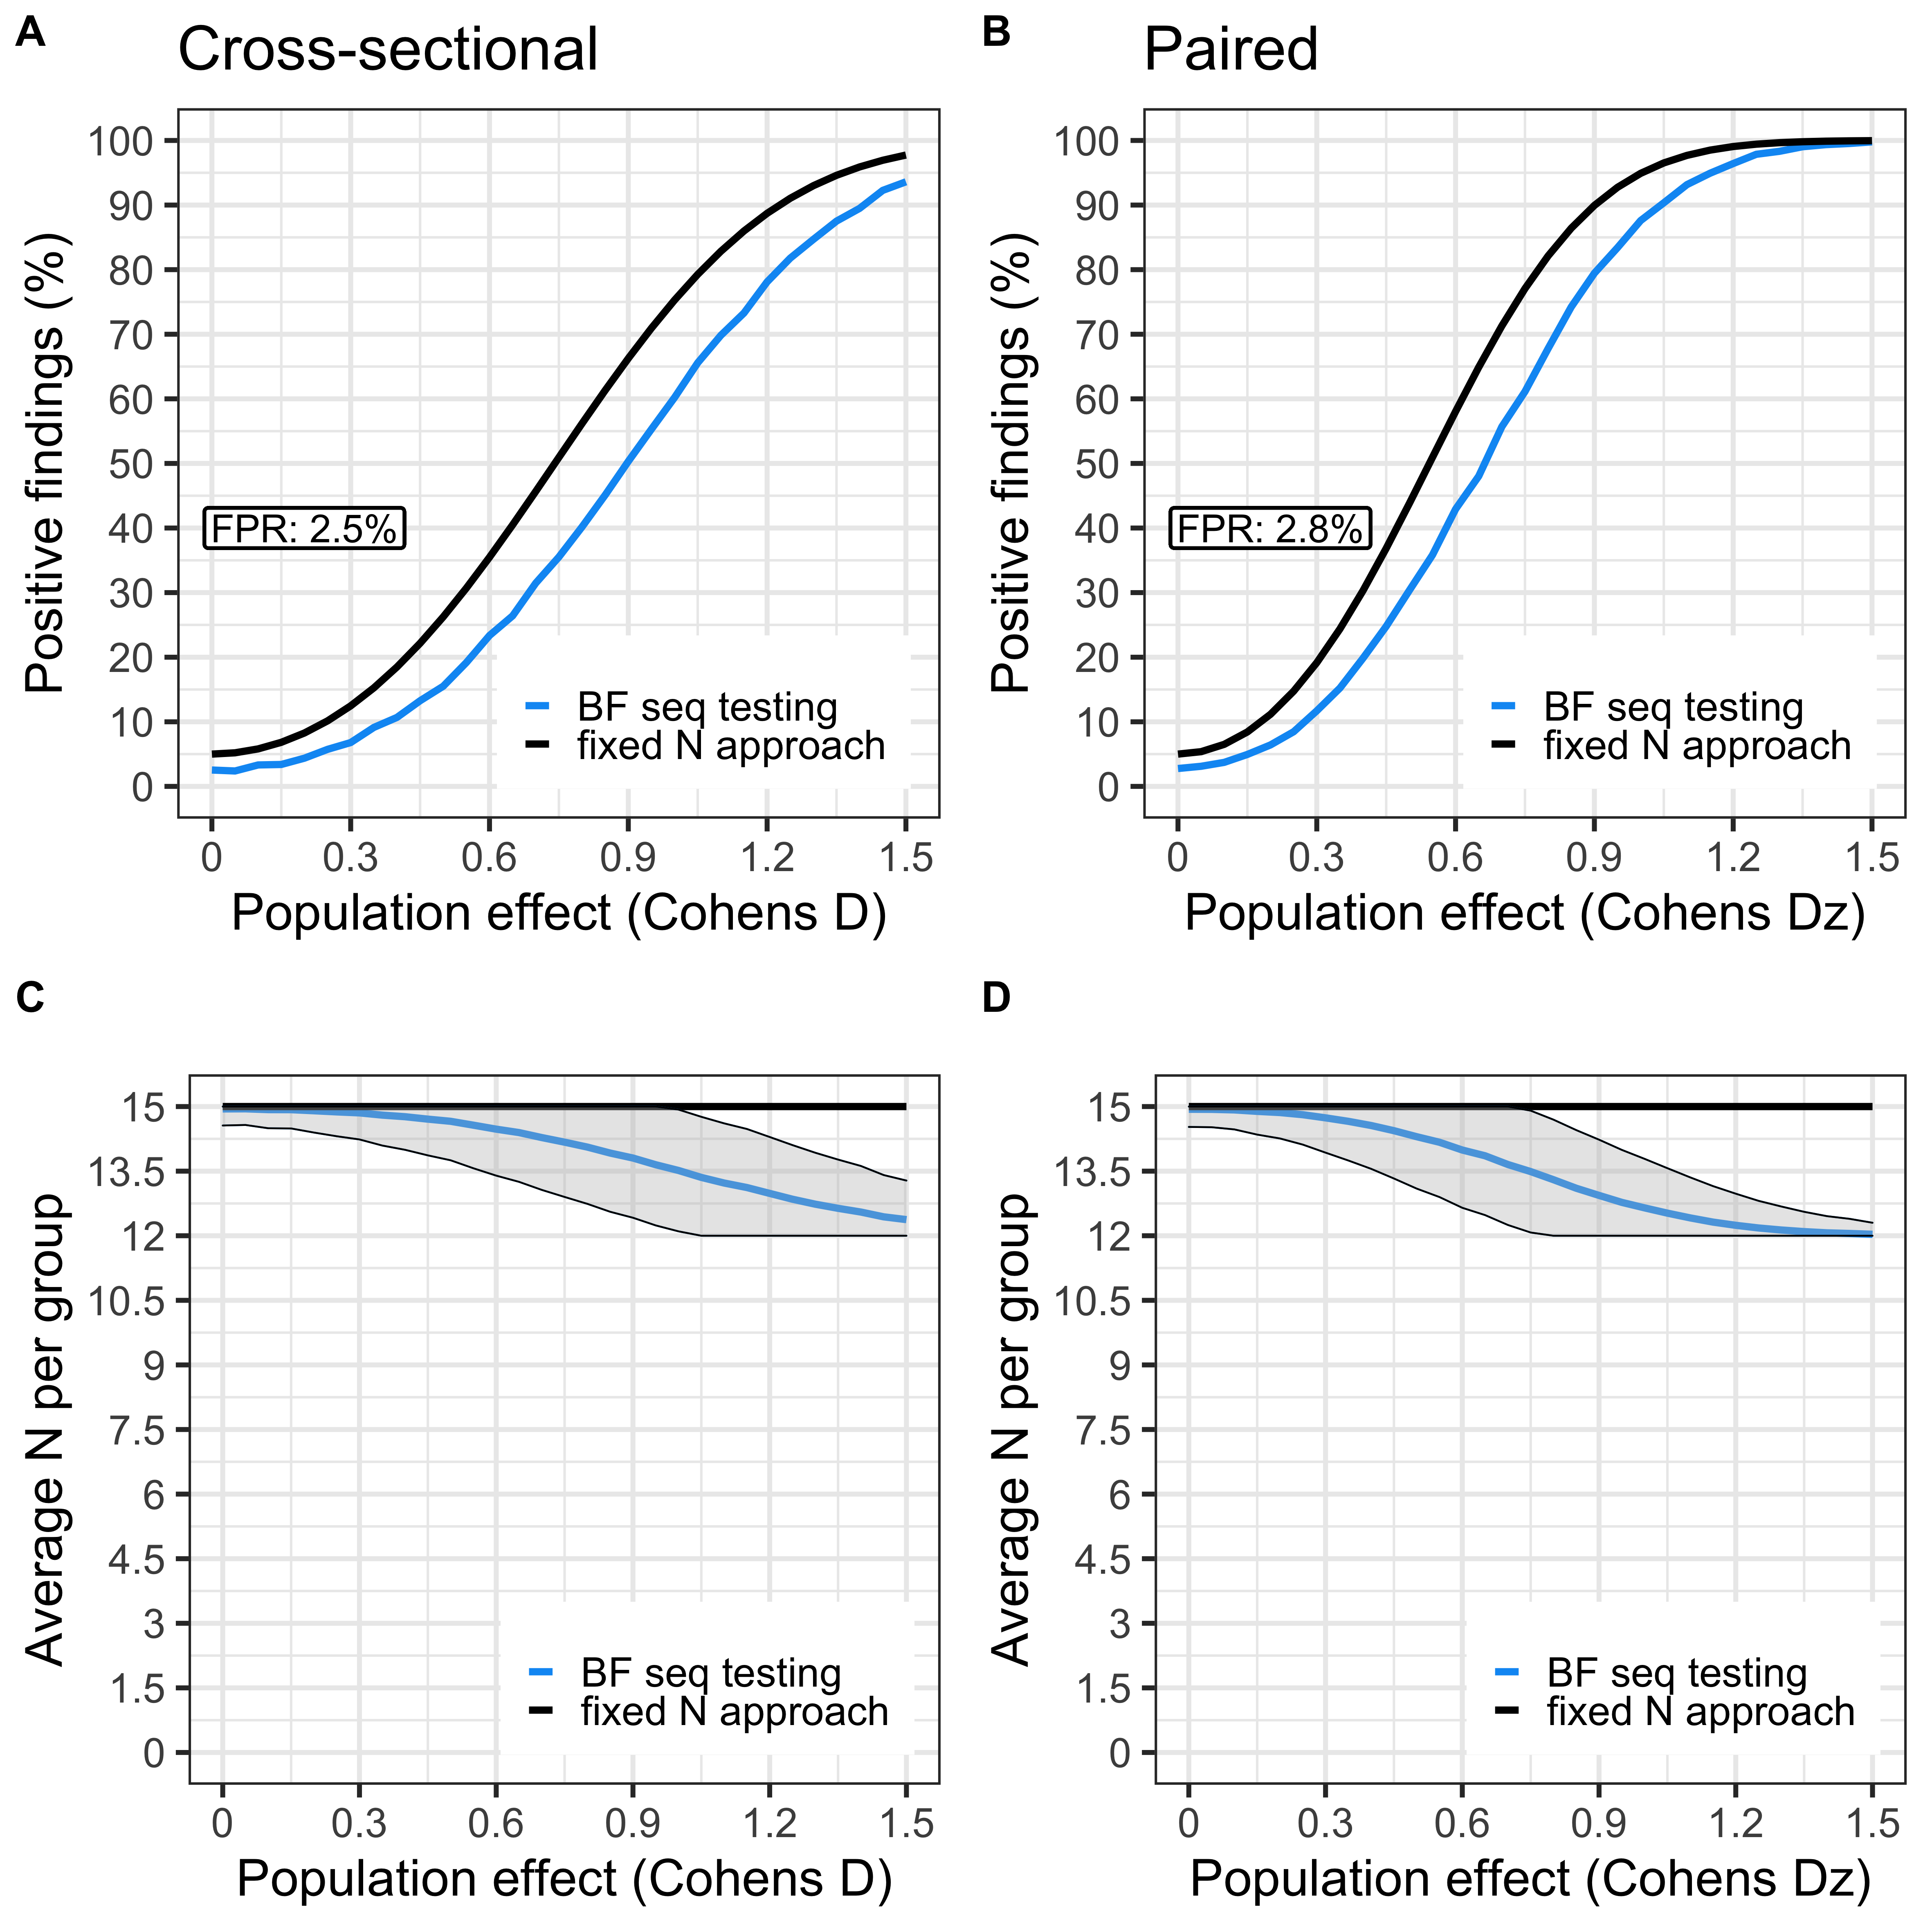 A
Cross-sectional
Positive findings (%)
100
90
80
70
60
50
40
30
20
10
0
FPR: 2.5%
BF seq testing
fixed N approach
0 0.3 0.6 0.9 1.2 1.5
Population effect (Cohens D)
B
Paired
Positive findings (%)
100
90
80
70
60
50
40
30
20
10
0
FPR: 2.8%
BF seq testing
fixed N approach
0 0.3 0.6 0.9 1.2 1.5
Population effect (Cohens Dz)
C
Average N per group
15
13.5
12
10.5
9
7.5
6
4.5
3
1.5
0
BF seq testing
fixed N approach
0 0.3 0.6 0.9 1.2 1.5
Population effect (Cohens D)
D
Average N per group
15
13.5
12
10.5
9
7.5
6
4.5
3
1.5
0
BF seq testing
fixed N approach
0 0.3 0.6 0.9 1.2 1.5
Population effect (Cohens Dz)